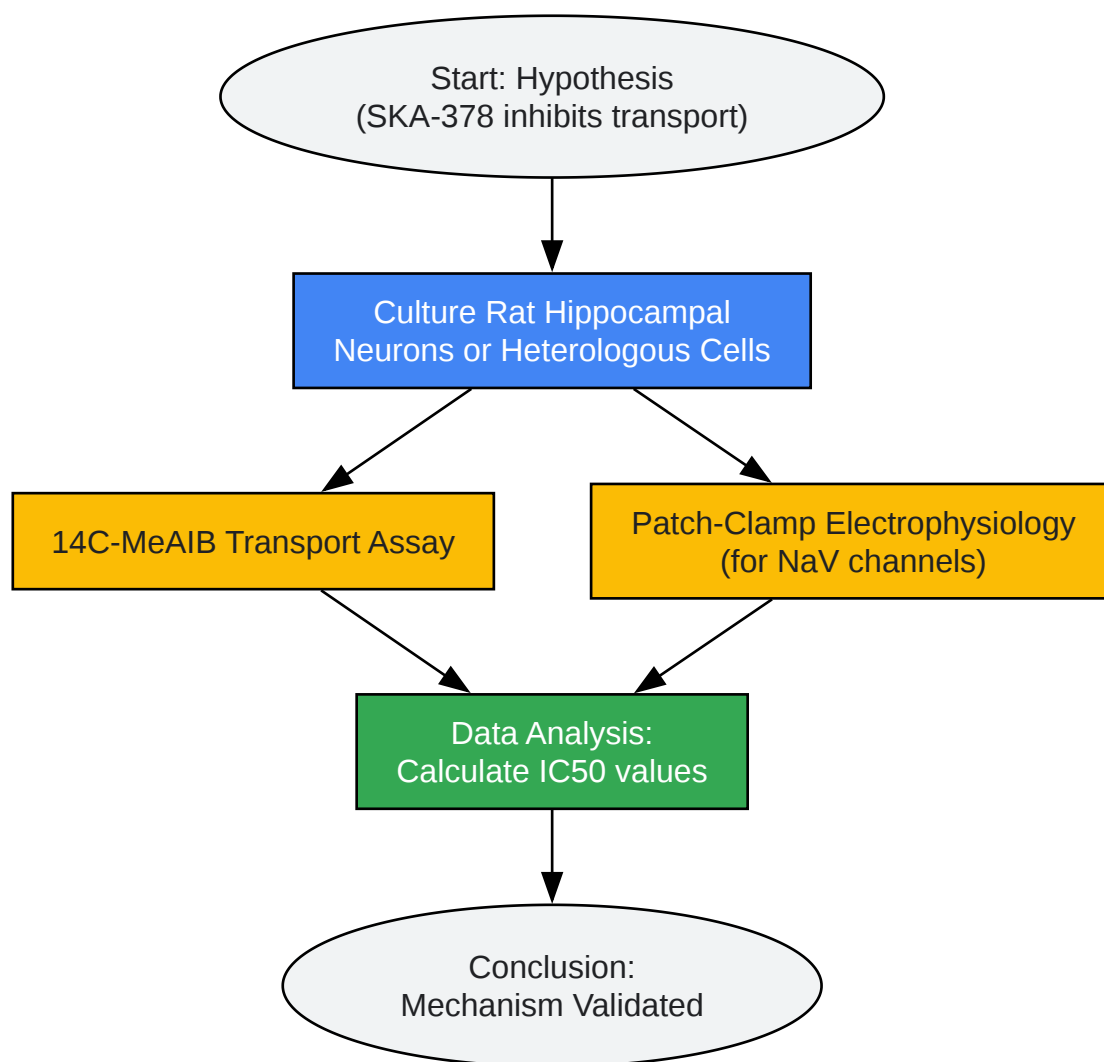 Start: Hypothesis
(SKA-378 inhibits transport)
Culture Rat Hippocampal
Neurons or Heterologous Cells
14C-MeAIB Transport Assay
Patch-Clamp Electrophysiology
(for NaV channels)
Data Analysis:
Calculate IC50 values
Conclusion:
Mechanism Validated